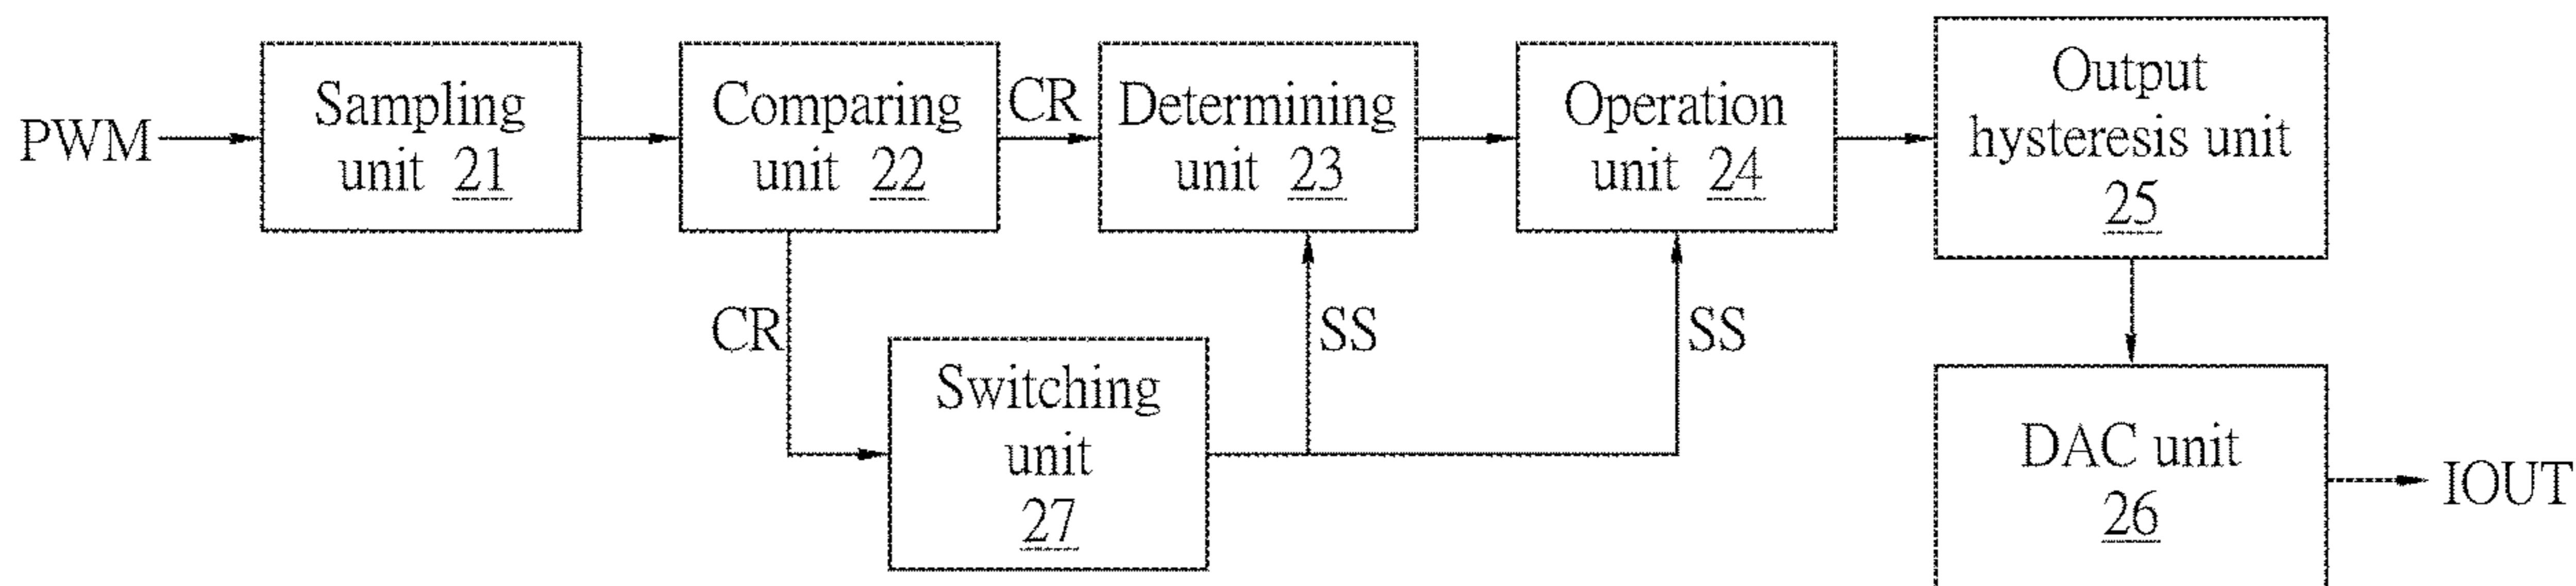 PWM
Sampling
unit 21
Comparing
unit 22
CR
Determining
unit 23
Operation
unit 24
Output
hysteresis unit
25
CR
Switching
unit
27
SS
SS
DAC unit
26
IOUT